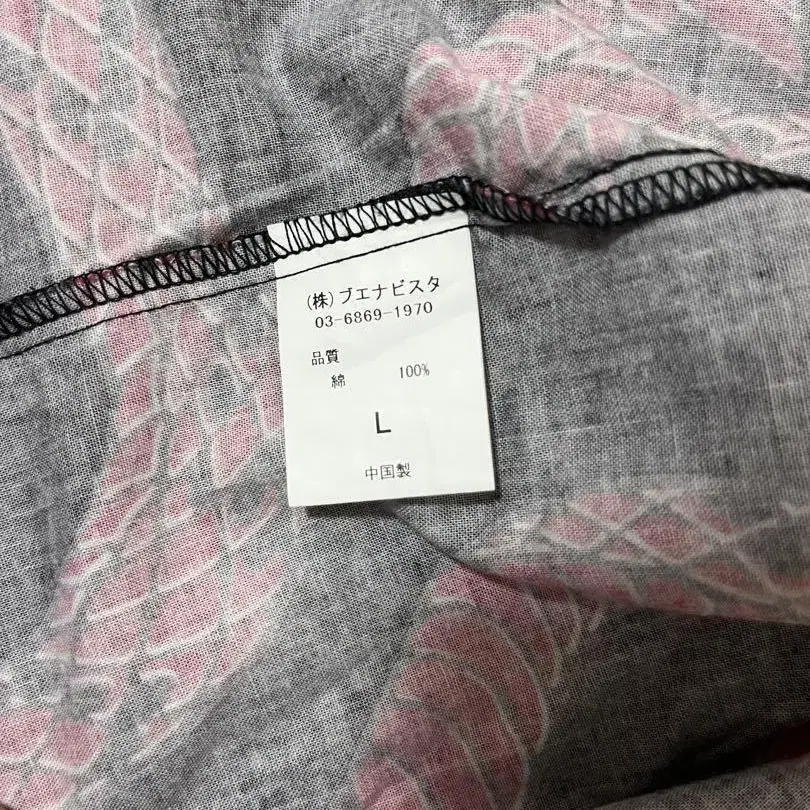 (株)ブエナビスタ
03-6869-1970
品質
綿 100%
L
中国製